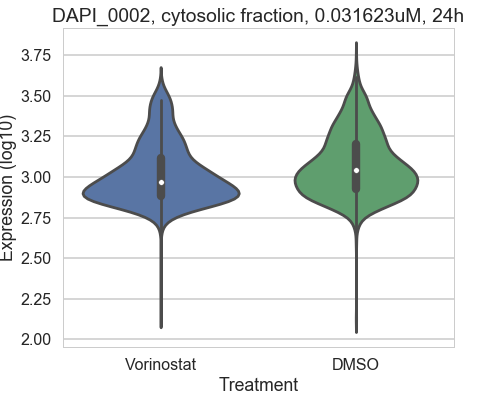 DAPI_0002, cytosolic fraction, 0.031623uM, 24h
Expression (log10)
3.75
3.50
3.25
3.00
2.75
2.50
2.25
2.00
Vorinostat DMSO
Treatment